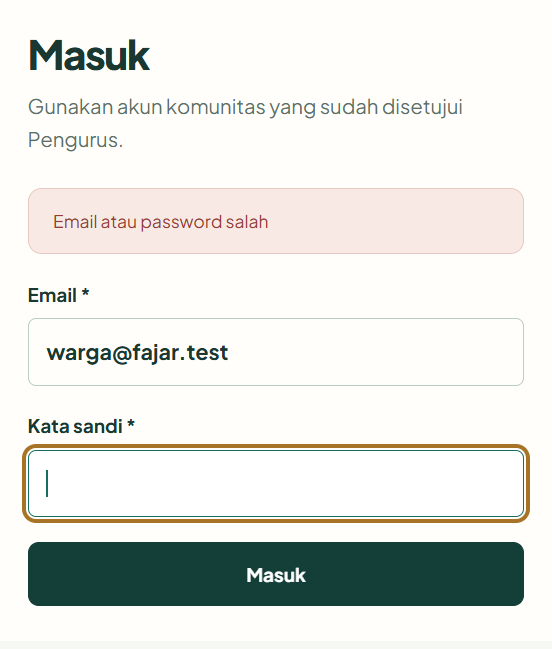 Masuk
Gunakan akun komunitas yang sudah disetujui
Pengurus.
Email atau password salah
Email *
warga@fajar.test
Kata sandi *
Masuk